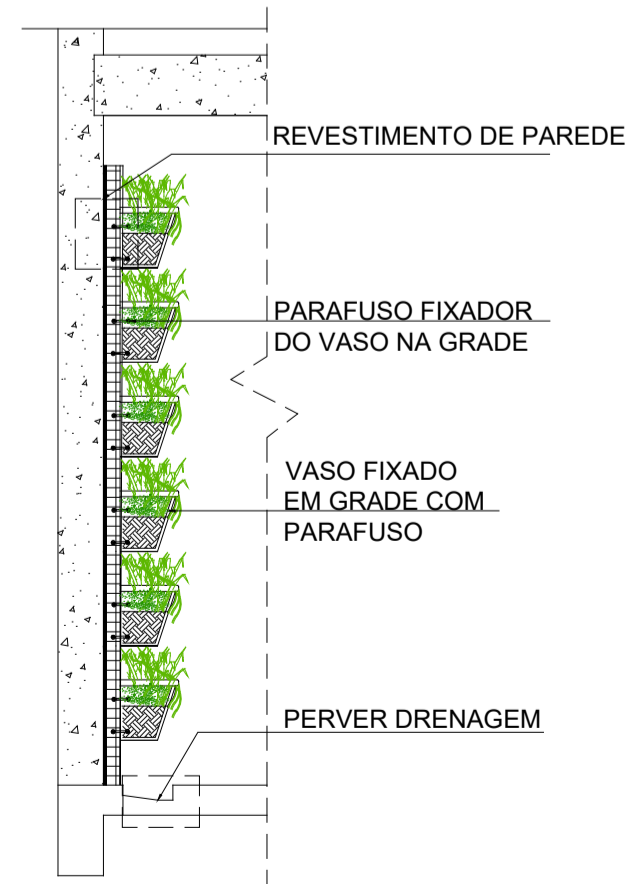 REVESTIMENTO DE PAREDE
PARAFUSO FIXADOR
DO VASO NA GRADE
VASO FIXADO
EM GRADE COM
PARAFUSO
PERVER DRENAGEM